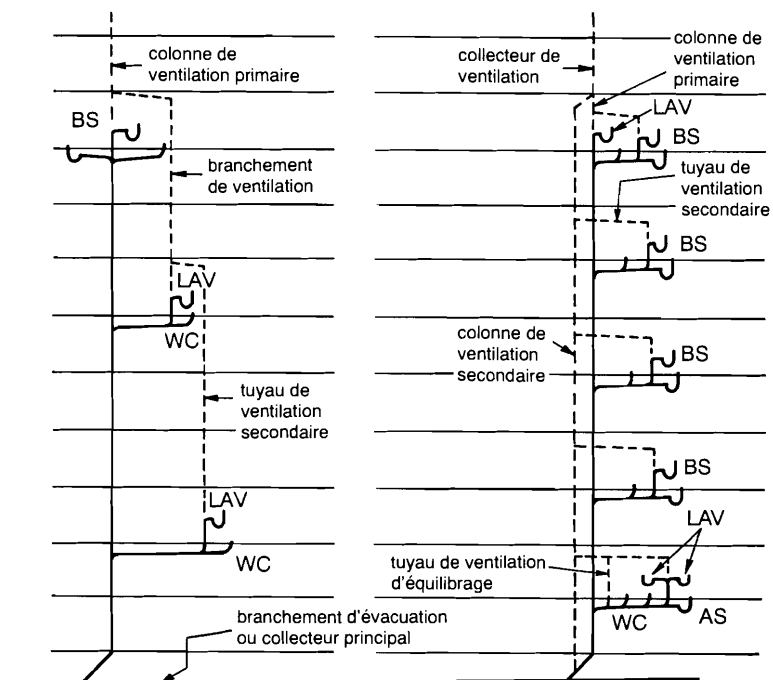 colonne de
ventilation primaire
BS
branchement
de ventilation
LAV
WC
tuyau de
ventilation
secondaire
LAV
WC
branchement d'évacuation
ou collecteur principal
collecteur de
ventilation
colonne de
ventilation
primaire
LAV
BS
tuyau de
ventilation
secondaire
BS
colonne de
ventilation
secondaire
BS
BS
LAV
tuyau de ventilation
d'équilibrage
WC
AS